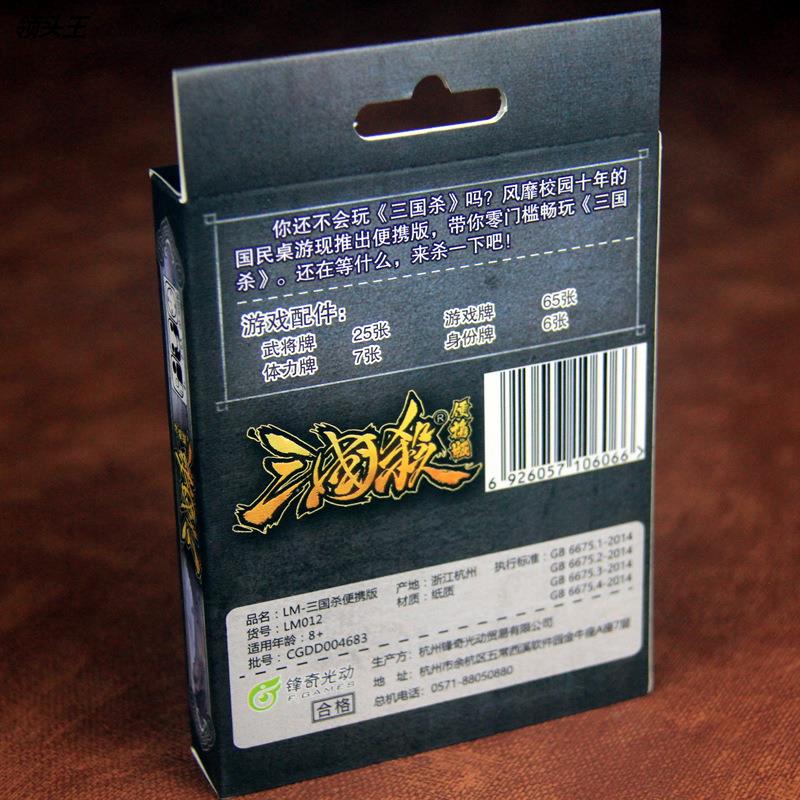 领头王
你还不会玩《三国杀》吗？风靡校园十年的
国民桌游现推出便携版，带你零门槛畅玩《三国
杀》。还在等什么，来杀一下吧！
游戏配件：
武将牌 25张 游戏牌 65张
体力牌 7张 身份牌 6张
三國殺® 便携版
6 926057 106066 >
品名：LM-三国杀便携版
货号：LM012
适用年龄：8+
批号：CGDD004683
产地：浙江杭州
材质：纸质
执行标准：GB 6675.1-2014
GB 6675.2-2014
GB 6675.3-2014
GB 6675.4-2014
锋奇光动
F.GAMES
合格
生产方：杭州锋奇光动贸易有限公司
地 址：杭州市余杭区五常西溪软件园金牛座A座7层
总机电话：0571-88050880